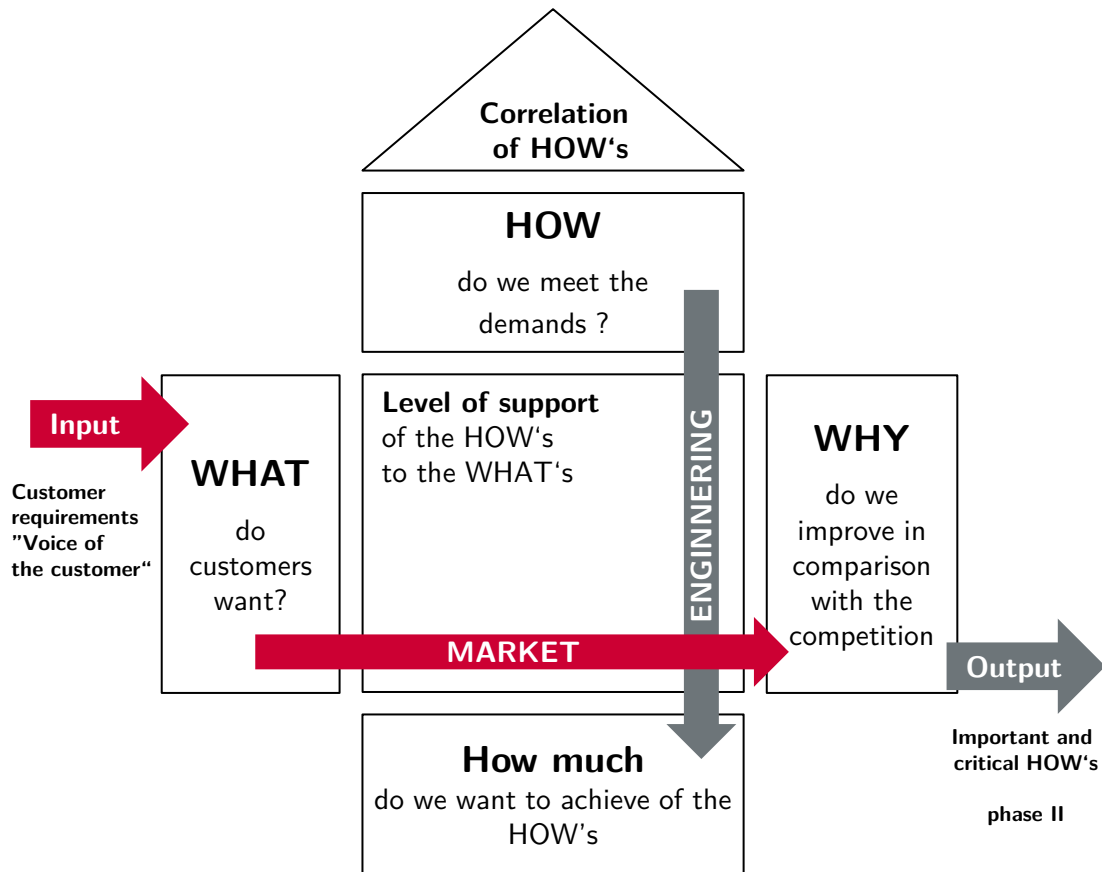 Correlation
of HOW‘s
HOW
do we meet the
demands ?
Input
Customer
requirements
”Voice of
the customer“
WHAT
do
customers
want?
Level of support
of the HOW's
to the WHAT‘s
ENGINNERING
MARKET
WHY
do we
improve in
comparison
with the
competition
Output
Important and
critical HOW‘s
phase II
How much
do we want to achieve of the
HOW's